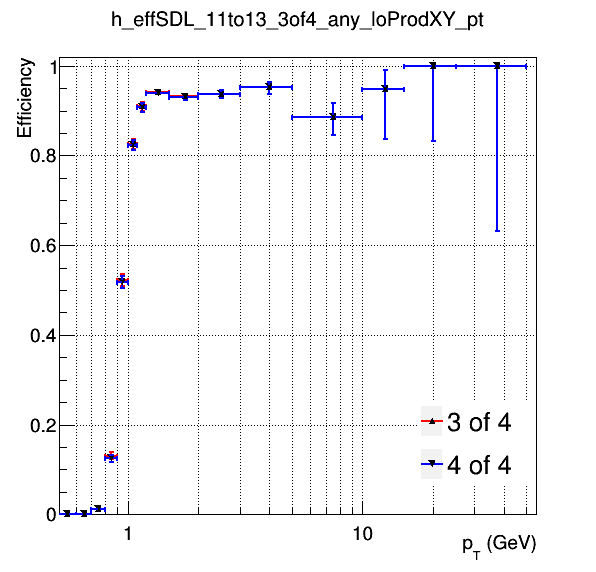 h_effSDL_11to13_3of4_any_loProdXY_pt
Efficiency
1
0.8
0.6
0.4
0.2
0
3 of 4
4 of 4
1
10
p_T (GeV)